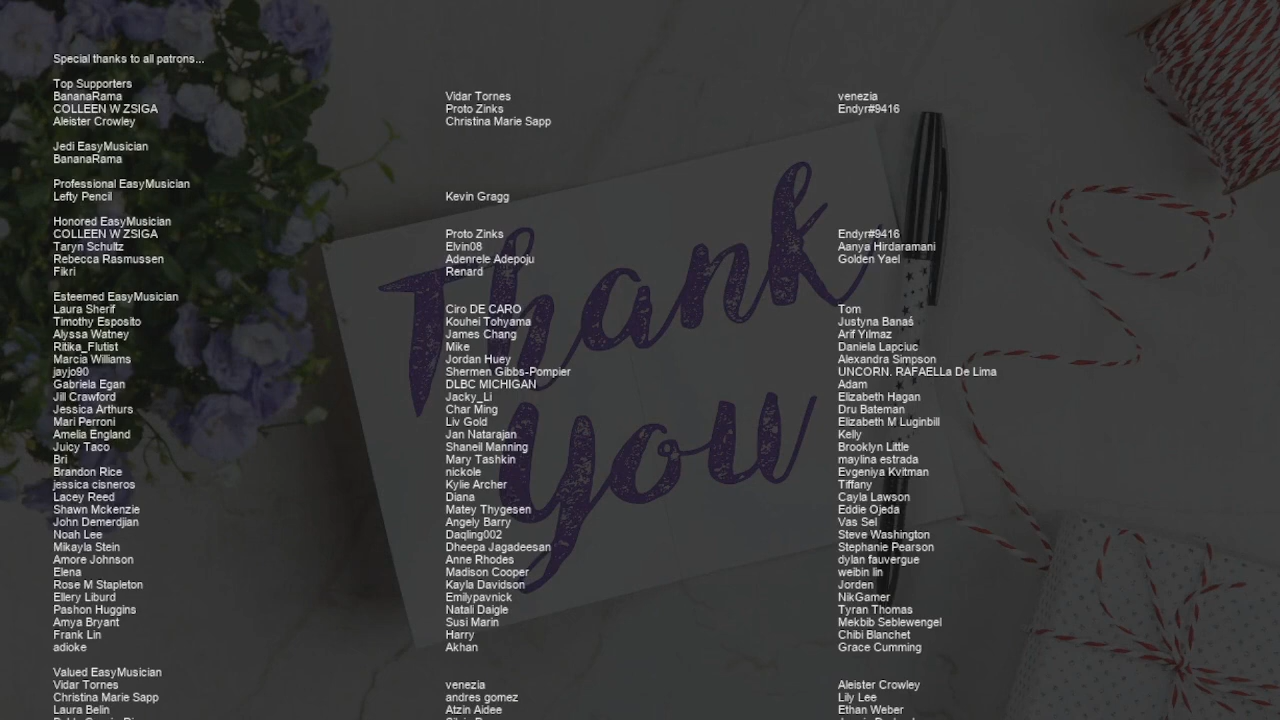 Special thanks to all patrons...
Top Supporters
BananaRama Vidar Tornes venezia
COLLEEN W ZSIGA Proto Zinks Endyr#9416
Aleister Crowley Christina Marie Sapp
Jedi EasyMusician
BananaRama
Professional EasyMusician
Lefty Pencil Kevin Gragg
Honored EasyMusician
COLLEEN W ZSIGA Proto Zinks Endyr#9416
Taryn Schultz Elvin08 Aanya Hirdaramani
Rebecca Rasmussen Adenrele Adepoju Golden Yael
Fikri Renard
Esteemed EasyMusician
Laura Sherif Ciro DE CARO Tom
Timothy Esposito Kouhei Tohyama Justyna Banaś
Alyssa Watney James Chang Arif Yılmaz
Ritika_Flutist Mike Daniela Lapciuc
Marcia Williams Jordan Huey Alexandra Simpson
jayjo90 Shermen Gibbs-Pompier UNCORN. RAFAELLa De Lima
Gabriela Egan DLBC MICHIGAN Adam
Jill Crawford Jacky_Li Elizabeth Hagan
Jessica Arthurs Char Ming Dru Bateman
Mari Perroni Liv Gold Elizabeth M Luginbill
Amelia England Jan Natarajan Kelly
Juicy Taco Shaneil Manning Brooklyn Little
Bri Mary Tashkin maylina estrada
Brandon Rice nickole Evgeniya Kvitman
jessica cisneros Kylie Archer Tiffany
Lacey Reed Diana Cayla Lawson
Shawn Mckenzie Matey Thygesen Eddie Ojeda
John Demerdjian Angely Barry Vas Sel
Noah Lee Daqling002 Steve Washington
Mikayla Stein Dheepa Jagadeesan Stephanie Pearson
Amore Johnson Anne Rhodes dylan fauvergue
Elena Madison Cooper weibin lin
Rose M Stapleton Kayla Davidson Jorden
Ellery Liburd Emilypavnick NikGamer
Pashon Huggins Natali Daigle Tyran Thomas
Amya Bryant Susi Marin Mekbib Seblewengel
Frank Lin Harry Chibi Blanchet
adioke Akhan Grace Cumming
Valued EasyMusician
Vidar Tornes venezia Aleister Crowley
Christina Marie Sapp andres gomez Lily Lee
Laura Belin Atzin Aidee Ethan Weber
Thank
you